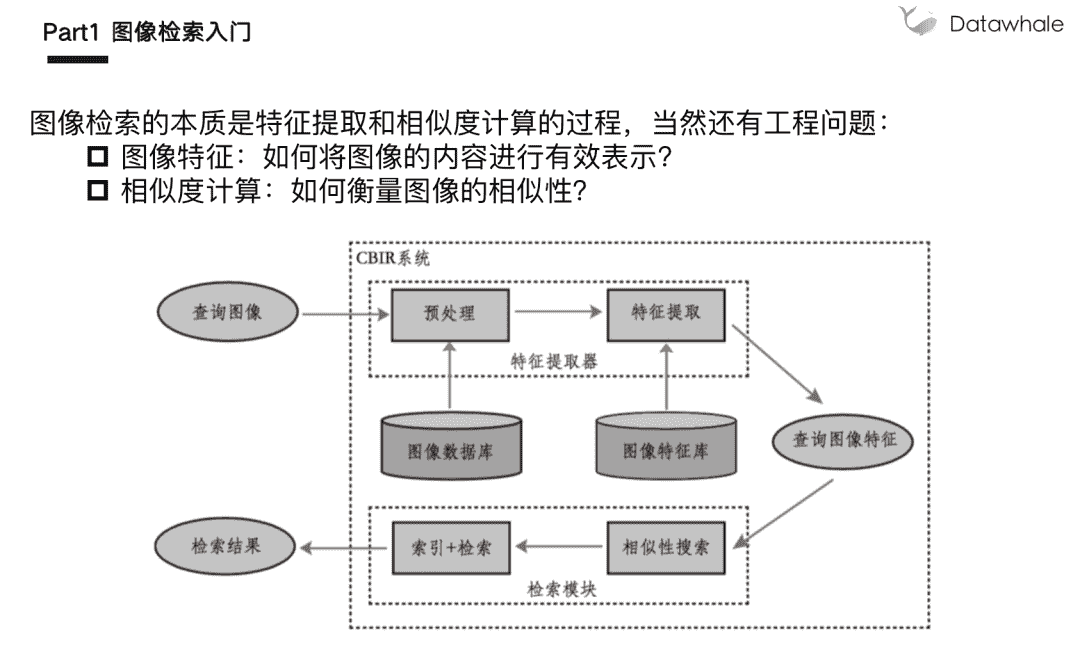 Part1 图像检索入门
Datawhale
图像检索的本质是特征提取和相似度计算的过程，当然还有工程问题：
图像特征：如何将图像的内容进行有效表示？
相似度计算：如何衡量图像的相似性？
CBIR系统
查询图像
预处理
特征提取
特征提取器
图像数据库
图像特征库
查询图像特征
检索结果
索引+检索
相似性搜索
检索模块